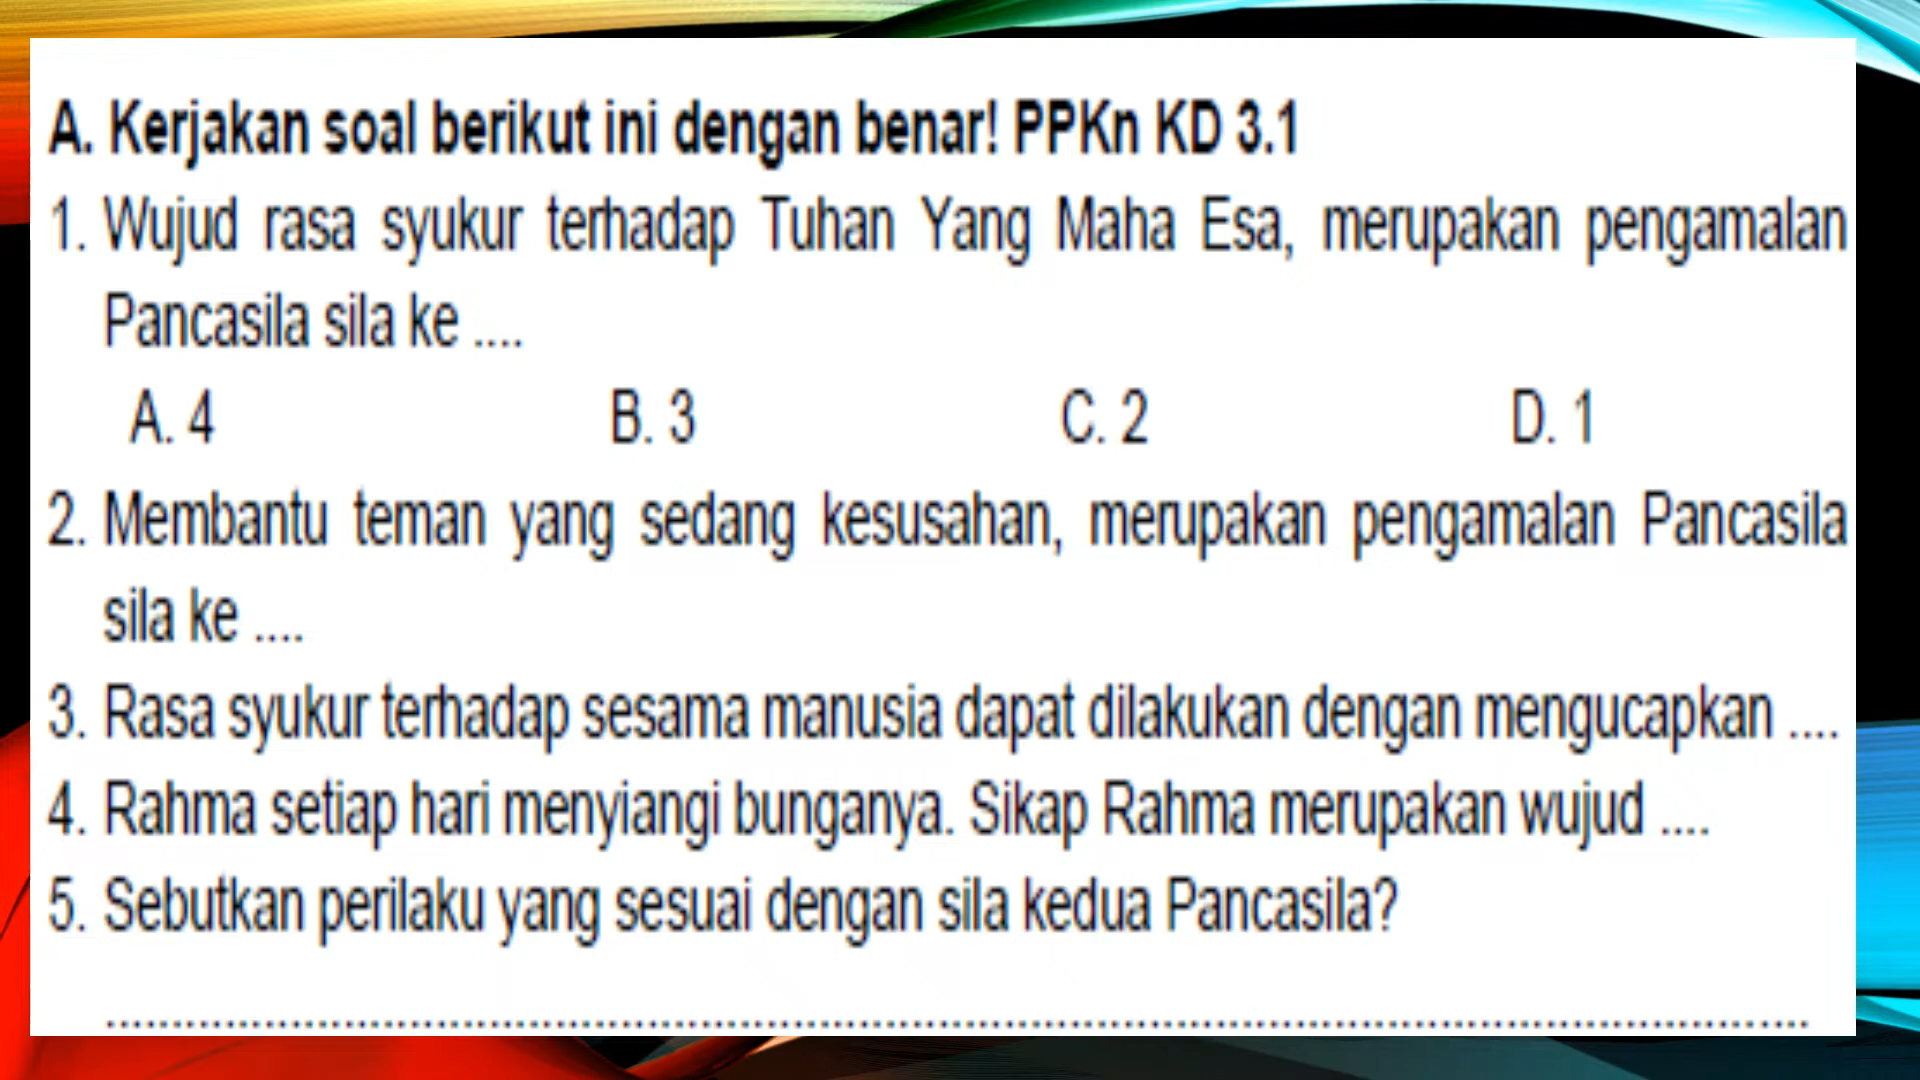 A. Kerjakan soal berikut ini dengan benar! PPKn KD 3.1
1. Wujud rasa syukur terhadap Tuhan Yang Maha Esa, merupakan pengamalan
Pancasila sila ke ....
A. 4 B. 3 C. 2 D. 1
2. Membantu teman yang sedang kesusahan, merupakan pengamalan Pancasila
sila ke ....
3. Rasa syukur terhadap sesama manusia dapat dilakukan dengan mengucapkan ....
4. Rahma setiap hari menyiangi bunganya. Sikap Rahma merupakan wujud ....
5. Sebutkan perilaku yang sesuai dengan sila kedua Pancasila?
....................................................................................................................................